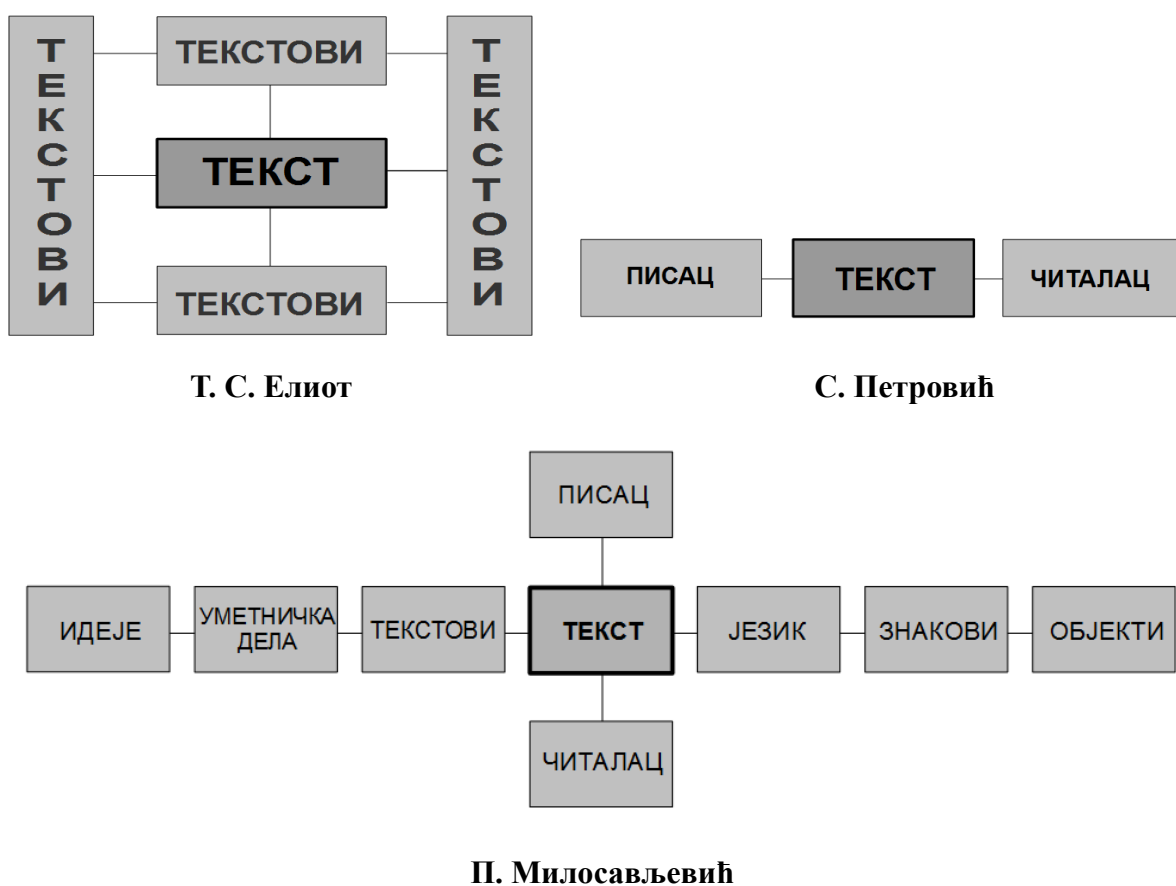 ТЕКСТОВИ
ТЕКСТОВИ
ТЕКСТ
ТЕКСТОВИ
ТЕКСТОВИ
Т. С. Елиот
ПИСАЦ
ТЕКСТ
ЧИТАЛАЦ
С. Петровић
ПИСАЦ
ИДЕЈЕ
УМЕТНИЧКА
ДЕЛА
ТЕКСТОВИ
ТЕКСТ
ЈЕЗИК
ЗНАКОВИ
ОБЈЕКТИ
ЧИТАЛАЦ
П. Милосављевић